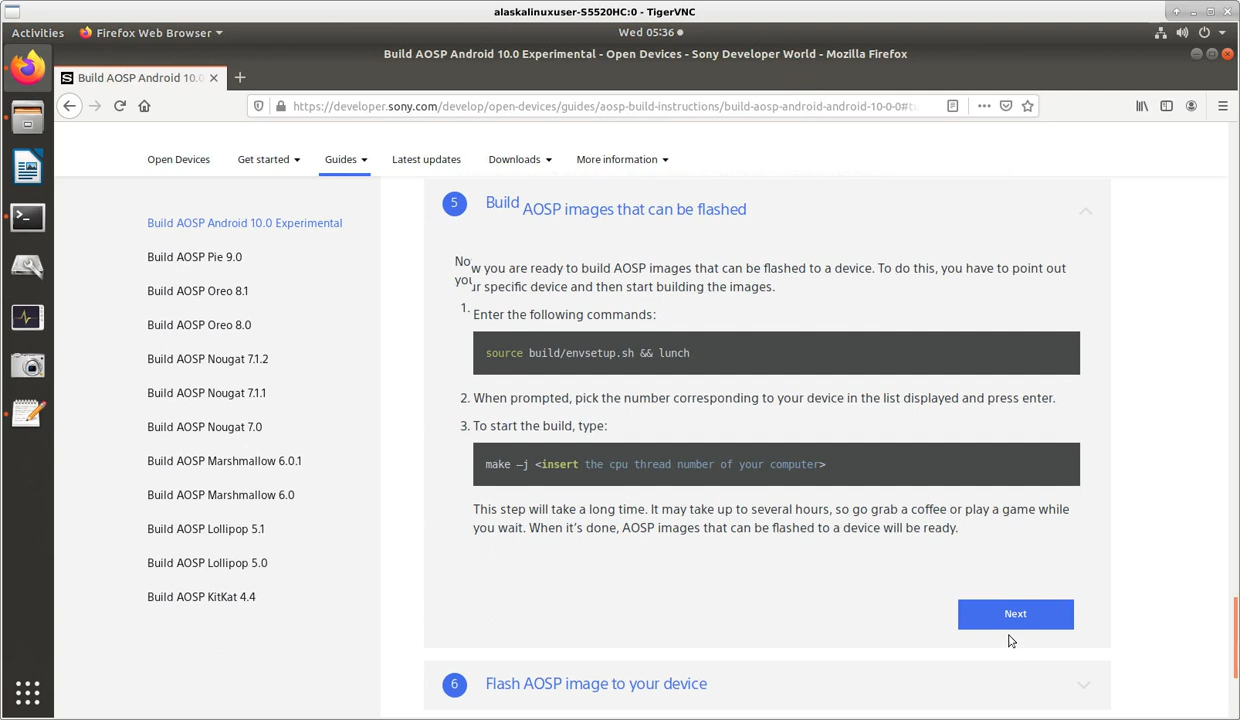 alaskalinuxuser-S5520HC:0 - TigerVNC
Activities
Firefox Web Browser
Wed 05:36
Build AOSP Android 10.0 Experimental - Open Devices - Sony Developer World - Mozilla Firefox
Build AOSP Android 10.0
https://developer.sony.com/develop/open-devices/guides/aosp-build-instructions/build-aosp-android-android-10-0-0#tu
Open Devices
Get started
Guides
Latest updates
Downloads
More information
Build AOSP Android 10.0 Experimental
Build AOSP Pie 9.0
Build AOSP Oreo 8.1
Build AOSP Oreo 8.0
Build AOSP Nougat 7.1.2
Build AOSP Nougat 7.1.1
Build AOSP Nougat 7.0
Build AOSP Marshmallow 6.0.1
Build AOSP Marshmallow 6.0
Build AOSP Lollipop 5.1
Build AOSP Lollipop 5.0
Build AOSP KitKat 4.4
5 Build AOSP images that can be flashed
Now you are ready to build AOSP images that can be flashed to a device. To do this, you have to point out
your specific device and then start building the images.
1. Enter the following commands:
source build/envsetup.sh && lunch
2. When prompted, pick the number corresponding to your device in the list displayed and press enter.
3. To start the build, type:
make –j <insert the cpu thread number of your computer>
This step will take a long time. It may take up to several hours, so go grab a coffee or play a game while
you wait. When it’s done, AOSP images that can be flashed to a device will be ready.
Next
6 Flash AOSP image to your device